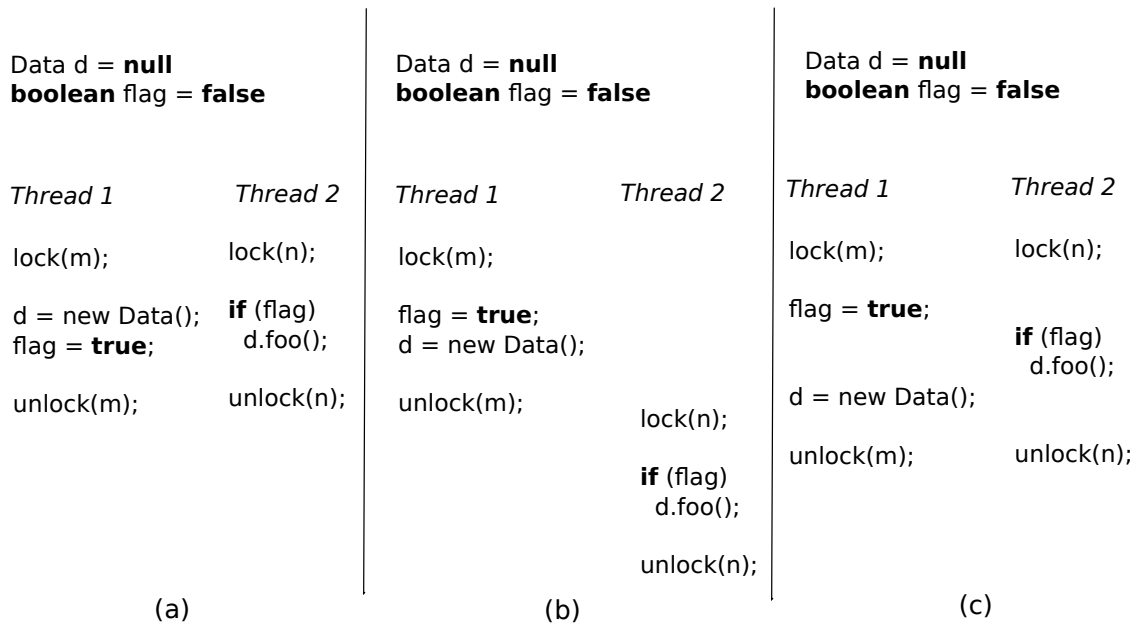 Data d = null
boolean flag = false
Thread 1
lock(m);
d = new Data();
flag = true;
unlock(m);
Thread 2
lock(n);
if (flag)
d.foo();
unlock(n);
(a)
Data d = null
boolean flag = false
Thread 1
lock(m);
flag = true;
d = new Data();
unlock(m);
Thread 2
lock(n);
if (flag)
d.foo();
unlock(n);
(b)
Data d = null
boolean flag = false
Thread 1
lock(m);
flag = true;
d = new Data();
unlock(m);
Thread 2
lock(n);
if (flag)
d.foo();
unlock(n);
(c)